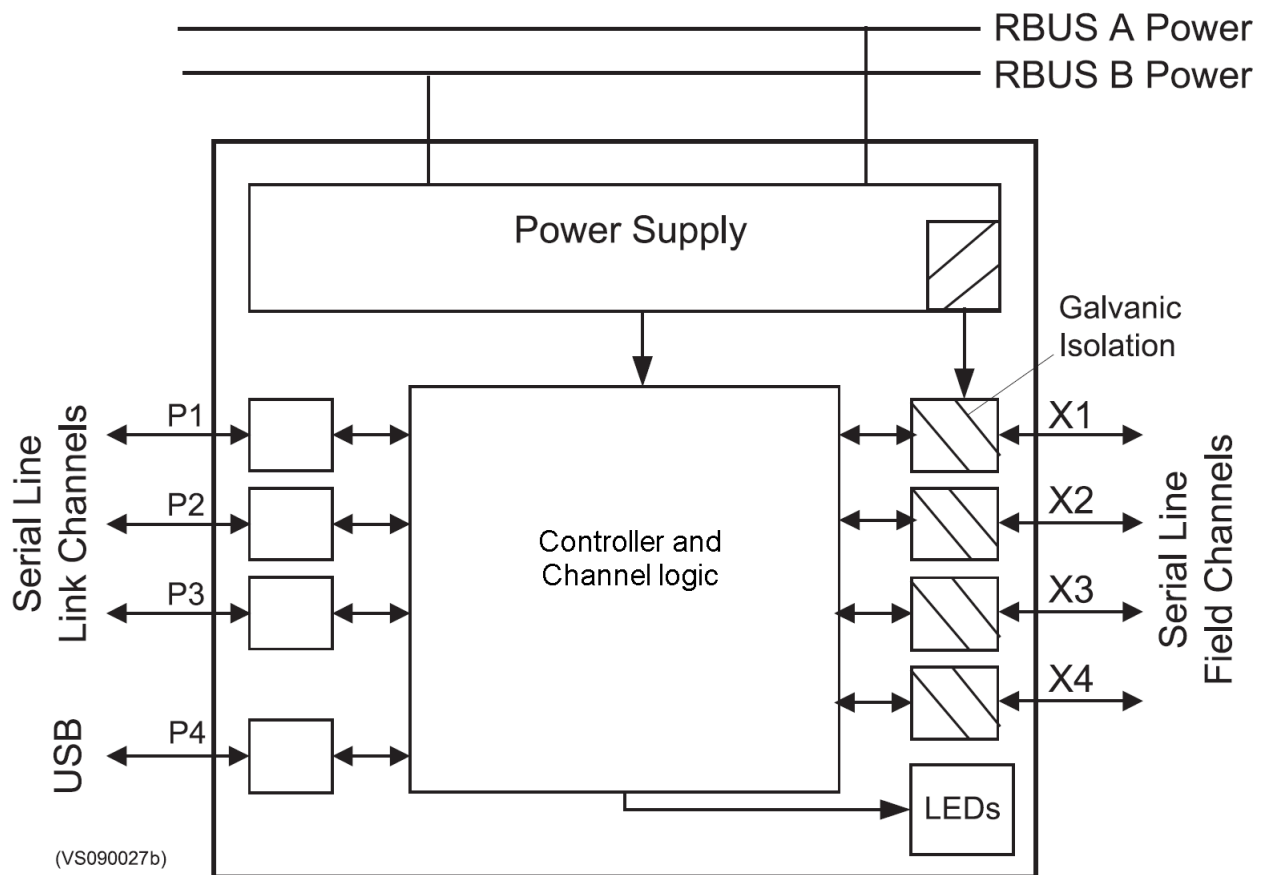 RBUS A Power
RBUS B Power
Power Supply
Galvanic
Isolation
Serial Line
Link Channels
P1
P2
P3
USB
P4
Controller and
Channel logic
X1
X2
X3
X4
Serial Line
Field Channels
LEDs
(VS090027b)